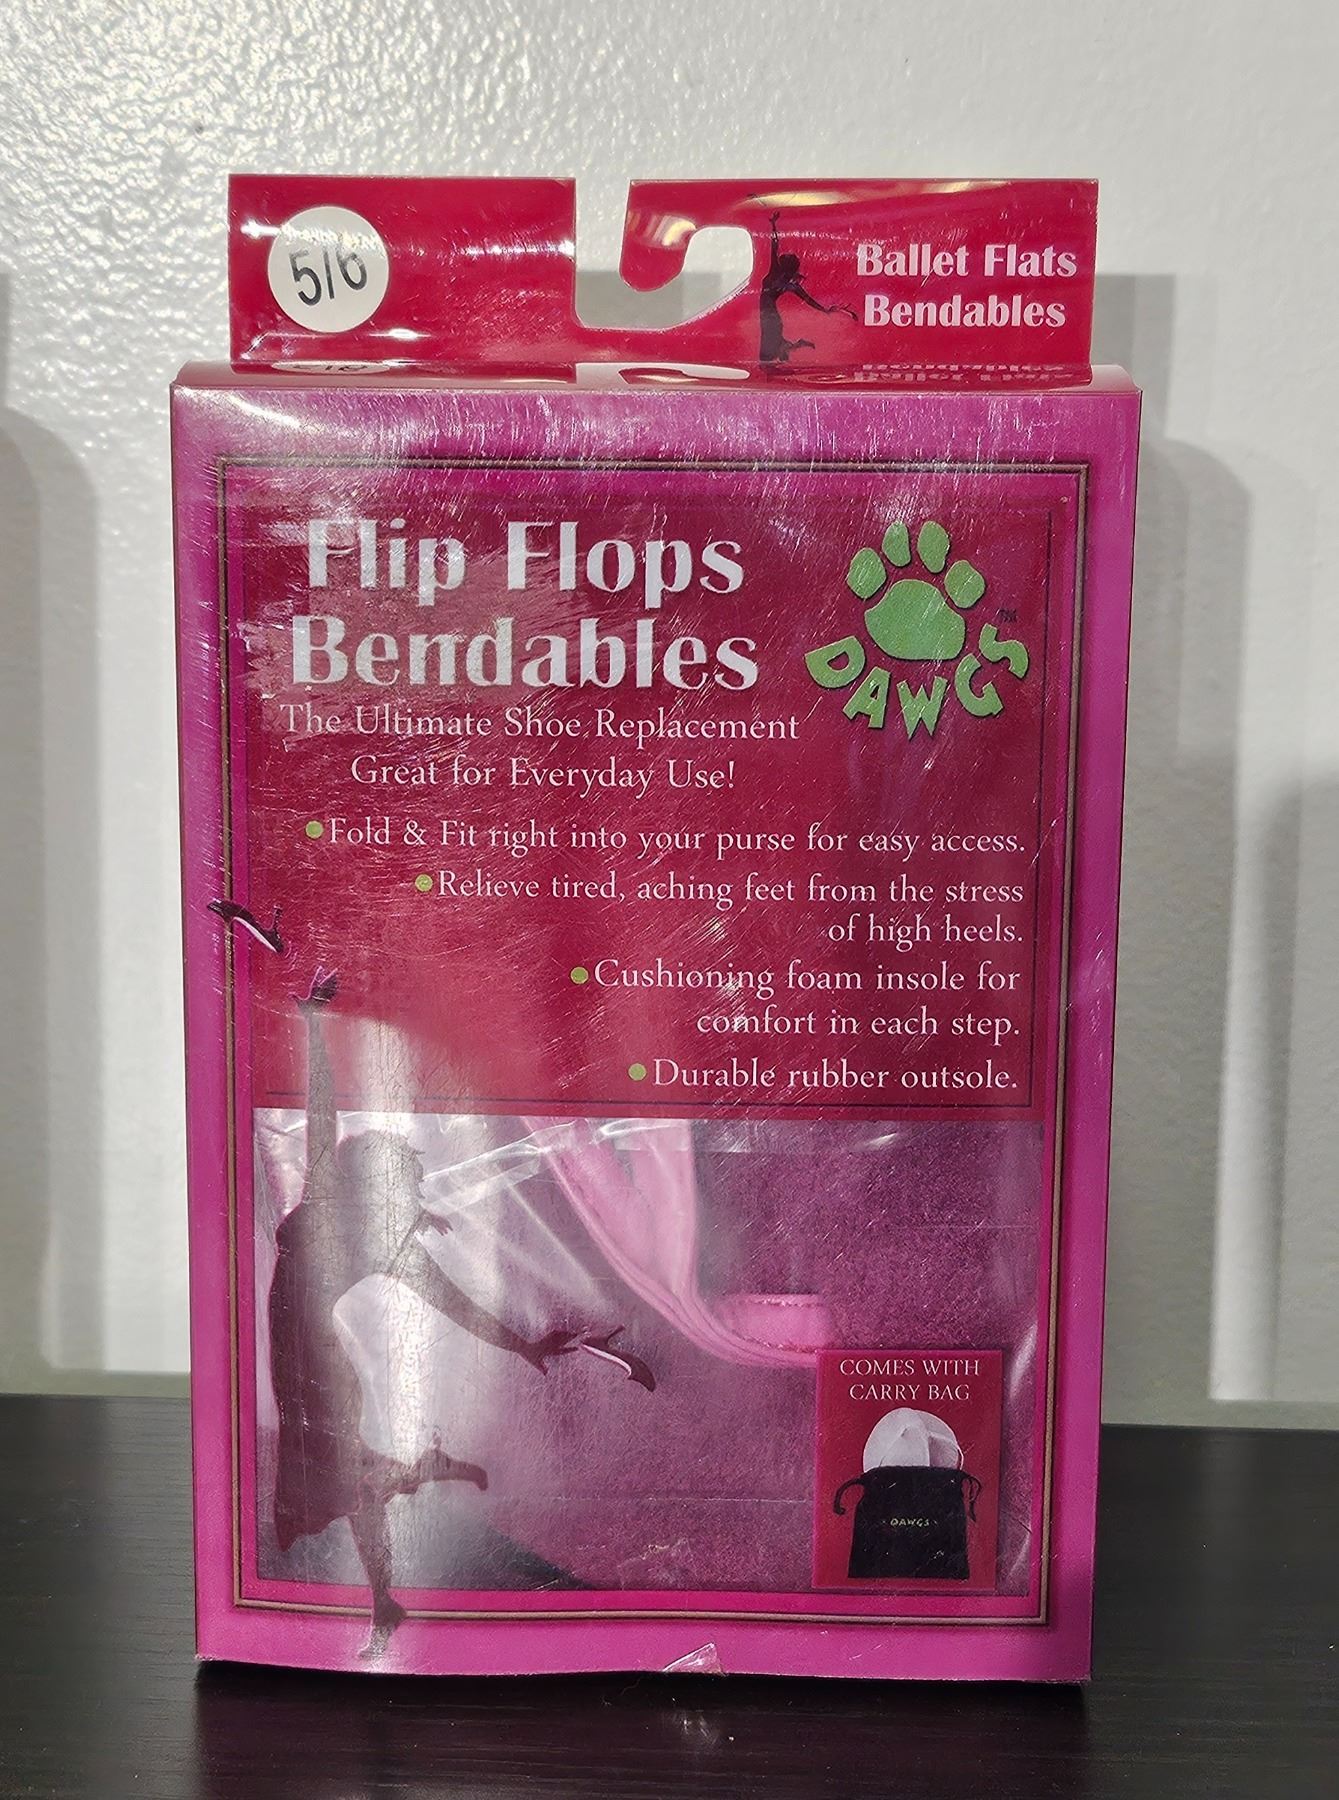 5/6
Ballet Flats
Bendables
Flip Flops
Bendables
DAWGS™
The Ultimate Shoe Replacement
Great for Everyday Use!
•Fold & Fit right into your purse for easy access.
•Relieve tired, aching feet from the stress
of high heels.
•Cushioning foam insole for
comfort in each step.
•Durable rubber outsole.
COMES WITH
CARRY BAG
DAWGS